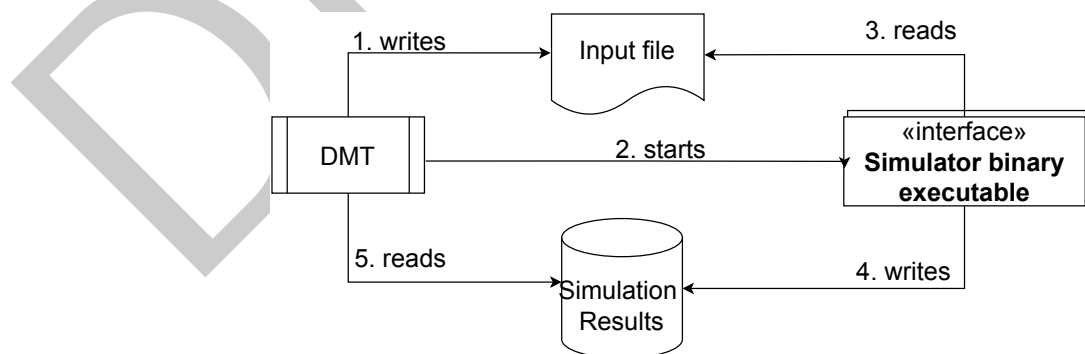 1. writes
Input file
3. reads
DMT
2. starts
«interface»
Simulator binary
executable
5. reads
Simulation
Results
4. writes